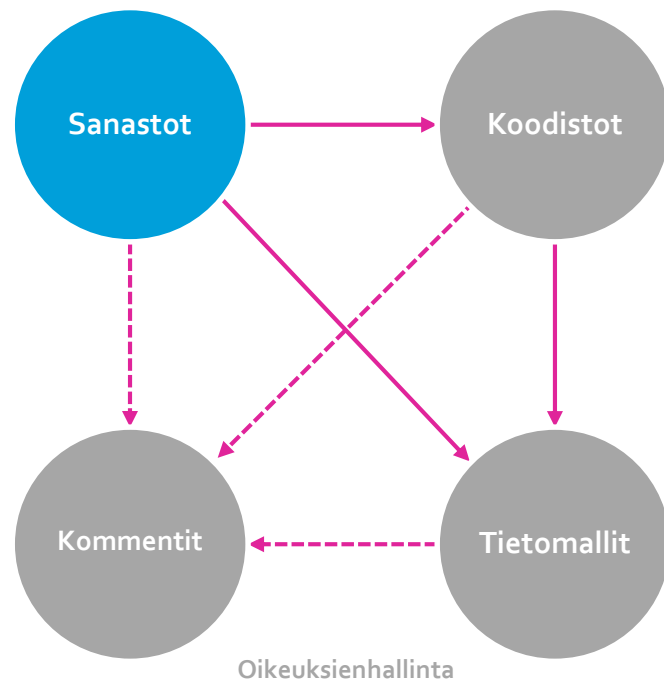 Sanastot
Koodistot
Kommentit
Tietomallit
Oikeuksienhallinta